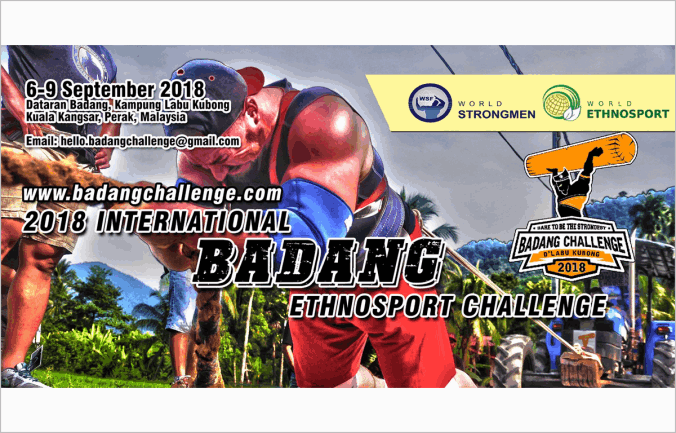 6-9 September 2018
Dataran Badang, Kampung Labu Kubong
Kuala Kangsar, Perak, Malaysia
Email: hello.badangchallenge@gmail.com
WSF
WORLD
STRONGMEN
WORLD
ETHNOSPORT
www.badangchallenge.com
2018 INTERNATIONAL
BADANG
ETHNOSPORT CHALLENGE
DARE TO BE THE STRONGEST?
BADANG CHALLENGE
D'LABU KUBONG
2018